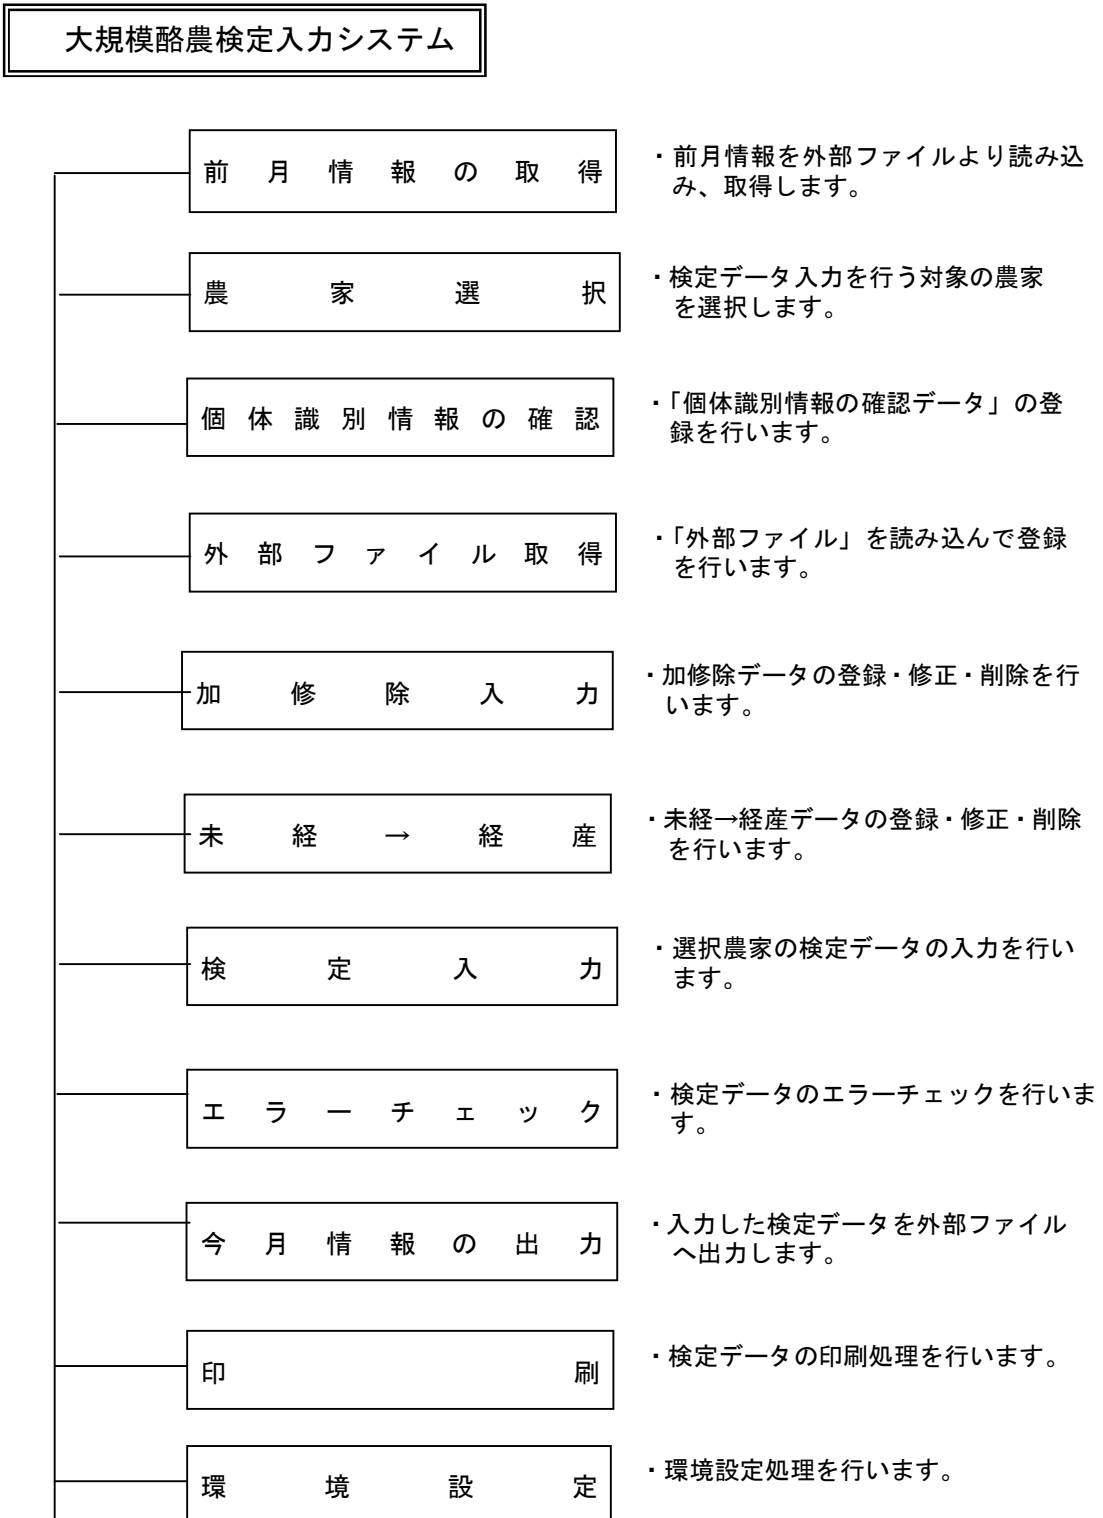 大規模酪農検定入力システム
前月情報の取得
・前月情報を外部ファイルより読み込
み、取得します。
農家選択
・検定データ入力を行う対象の農家
を選択します。
個体識別情報の確認
・「個体識別情報の確認データ」の登
録を行います。
外部ファイル取得
・「外部ファイル」を読み込んで登録
を行います。
加修除入力
・加修除データの登録・修正・削除を行
います。
未経→経産
・未経→経産データの登録・修正・削除
を行います。
検定入力
・選択農家の検定データの入力を行い
ます。
エラーチェック
・検定データのエラーチェックを行いま
す。
今月情報の出力
・入力した検定データを外部ファイル
へ出力します。
印刷
・検定データの印刷処理を行います。
環境設定
・環境設定処理を行います。